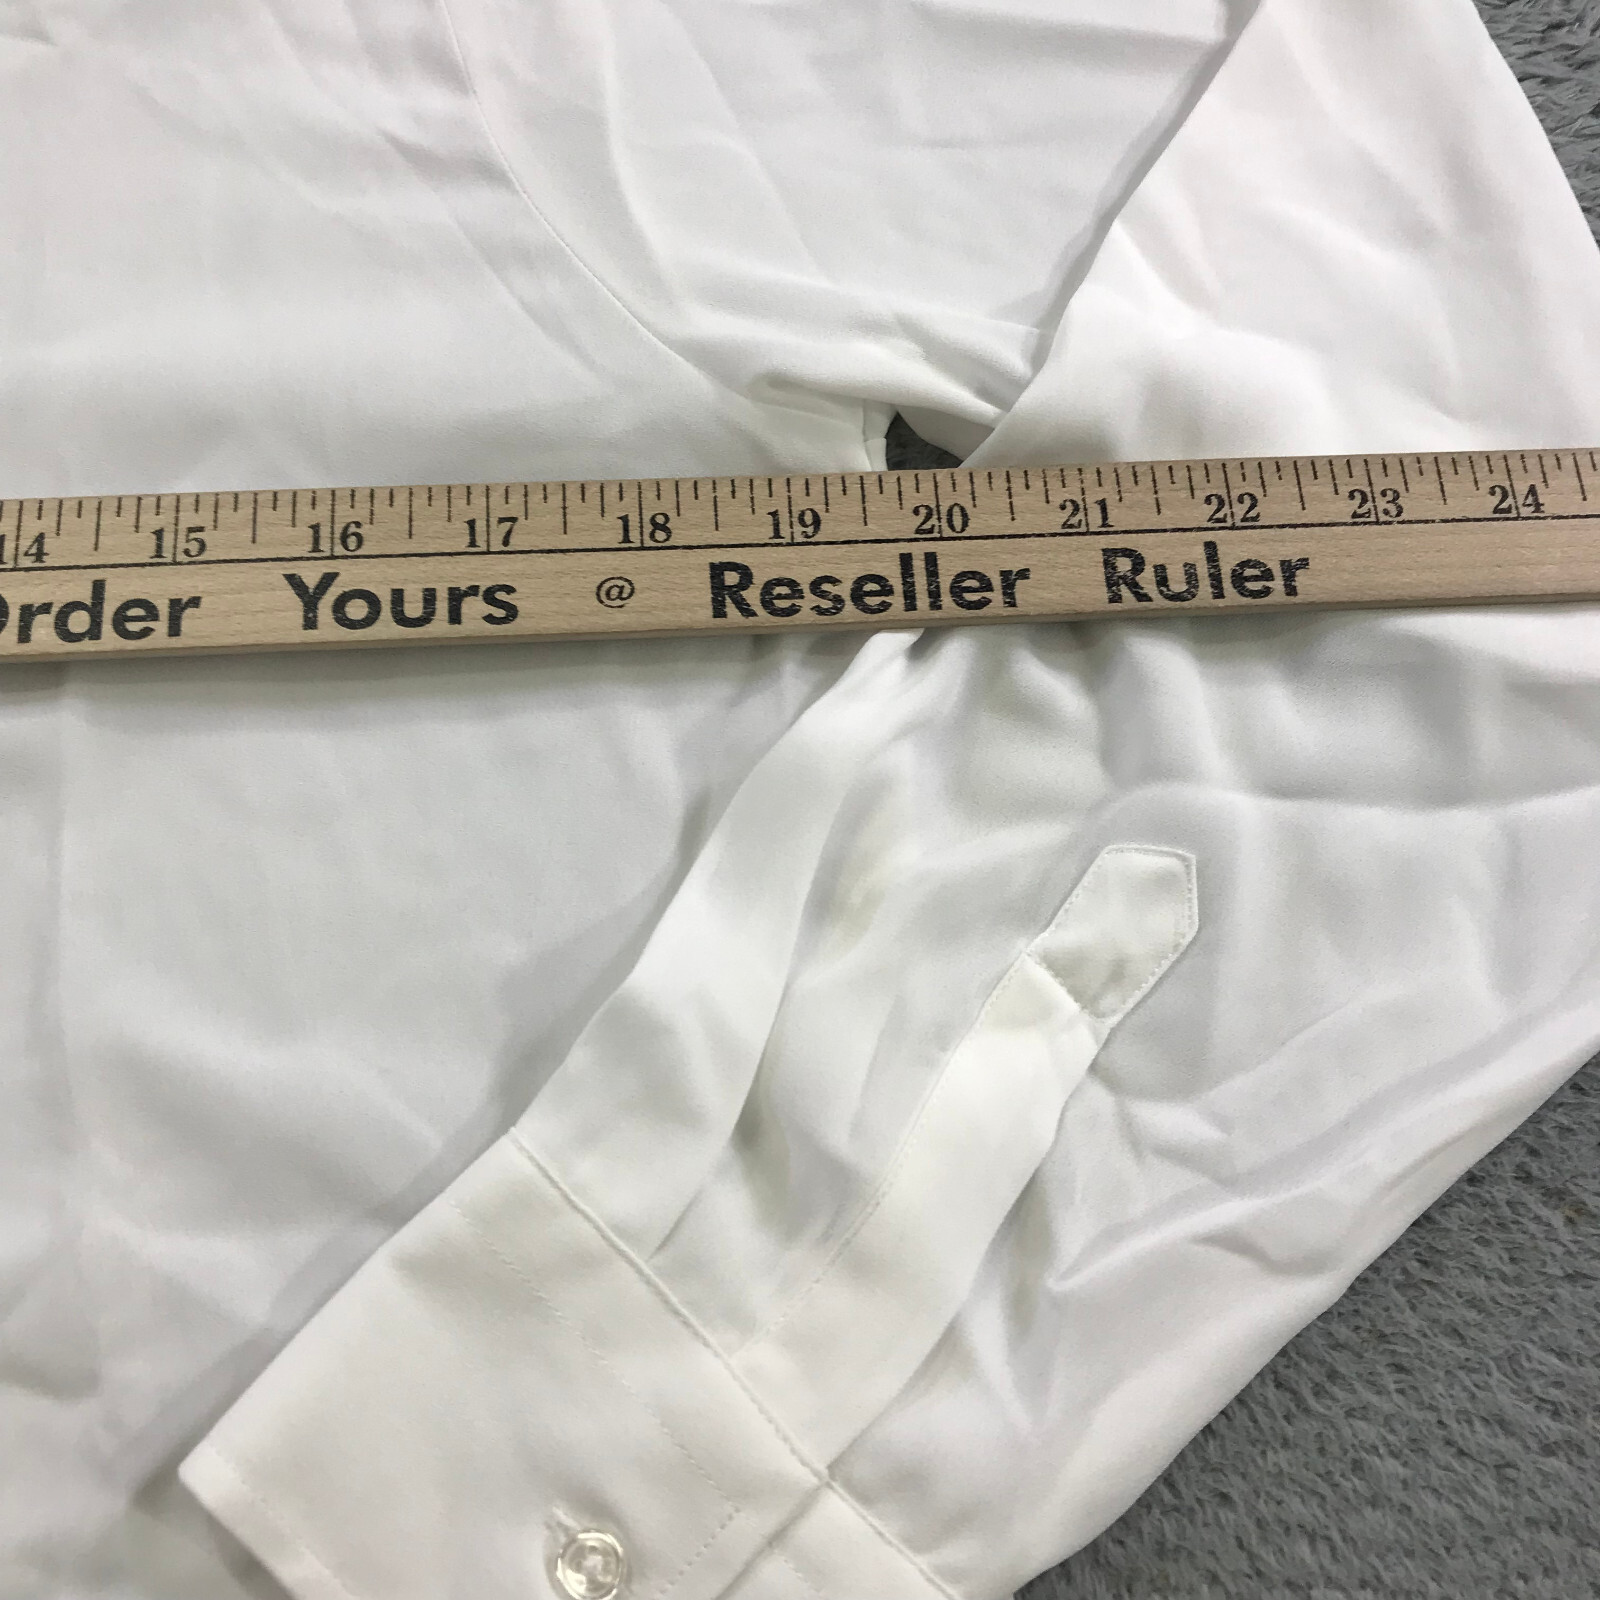 14 15 16 17 18 19 20 21 22 23 24
Order Yours @ Reseller Ruler